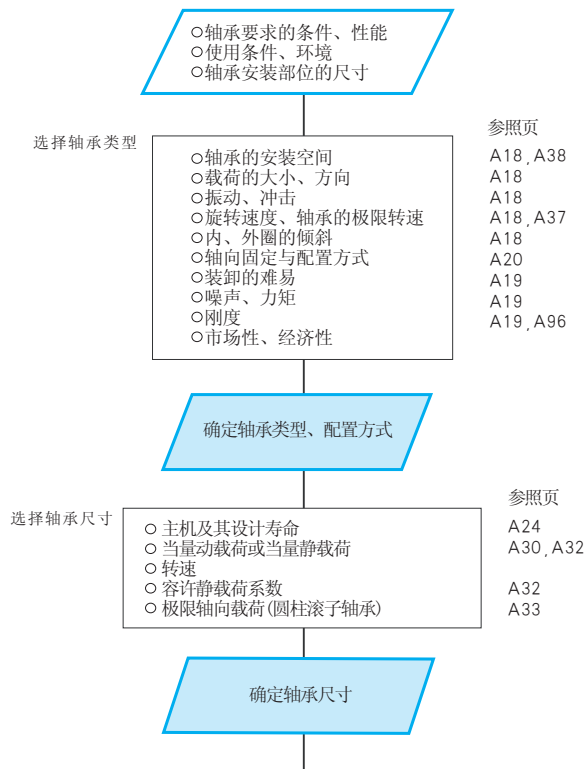 ○轴承要求的条件、性能
○使用条件、环境
○轴承安装部位的尺寸
选择轴承类型
参照页
○轴承的安装空间 A18,A38
○载荷的大小、方向 A18
○振动、冲击 A18
○旋转速度、轴承的极限转速 A18,A37
○内、外圈的倾斜 A18
○轴向固定与配置方式 A20
○装卸的难易 A19
○噪声、力矩 A19
○刚度 A19,A96
○市场性、经济性
确定轴承类型、配置方式
选择轴承尺寸
参照页
○ 主机及其设计寿命 A24
○ 当量动载荷或当量静载荷 A30,A32
○ 转速
○ 容许静载荷系数 A32
○ 极限轴向载荷(圆柱滚子轴承) A33
确定轴承尺寸